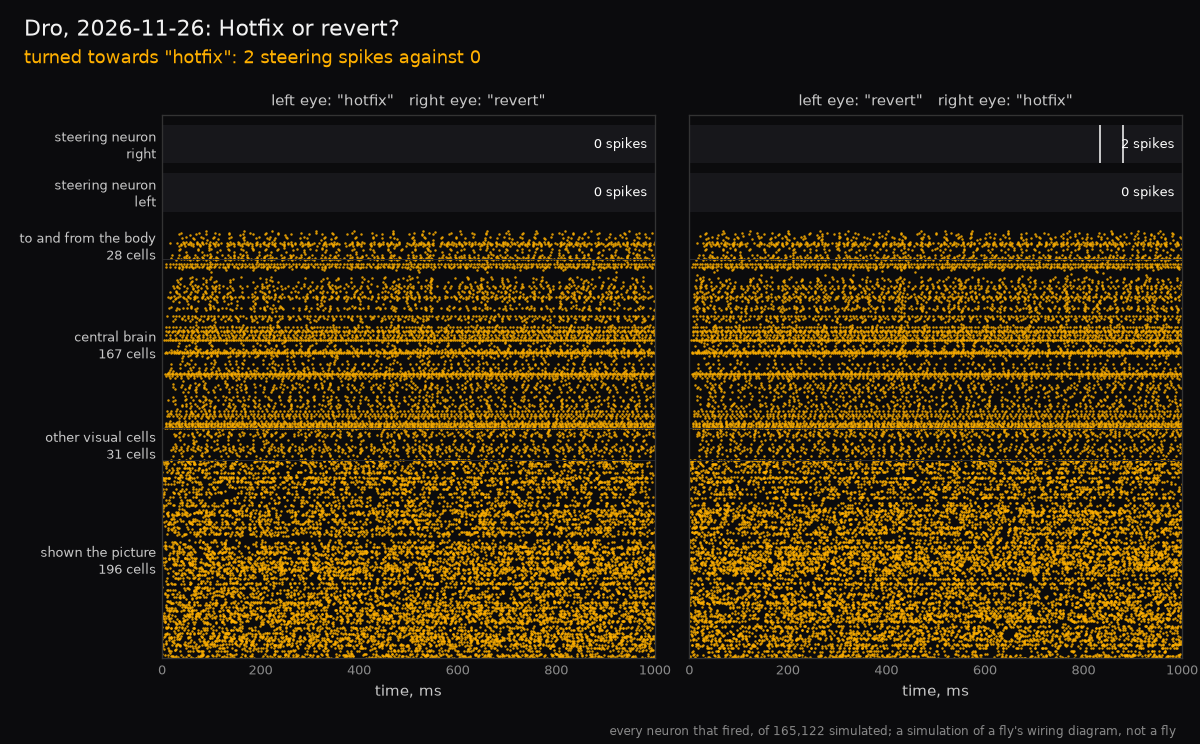 Dro, 2026-11-26: Hotfix or revert?
turned towards "hotfix": 2 steering spikes against 0
left eye: "hotfix"   right eye: "revert"
left eye: "revert"   right eye: "hotfix"
steering neuron
right
0 spikes
2 spikes
steering neuron
left
0 spikes
0 spikes
to and from the body
28 cells
central brain
167 cells
other visual cells
31 cells
shown the picture
196 cells
0 200 400 600 800 1000
0 200 400 600 800 1000
time, ms
time, ms
every neuron that fired, of 165,122 simulated; a simulation of a fly's wiring diagram, not a fly